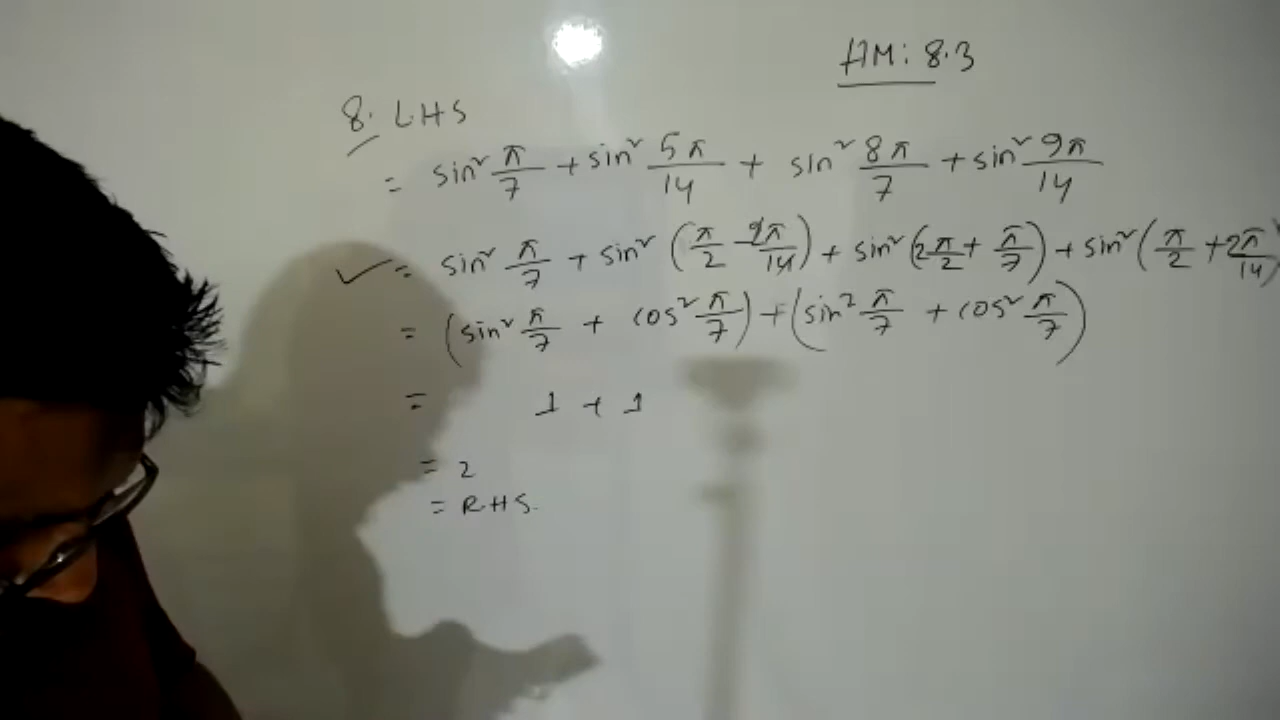 HM: 8.3
8. LHS
= sin² π/7 + sin² 5π/14 + sin² 8π/7 + sin² 9π/14
= sin² π/7 + sin² (π/2 - 2π/14) + sin² (2π/2 + π/7) + sin² (π/2 + 2π/14)
= (sin² π/7 + cos² π/7) + (sin² π/7 + cos² π/7)
= 1 + 1
= 2
= RHS.